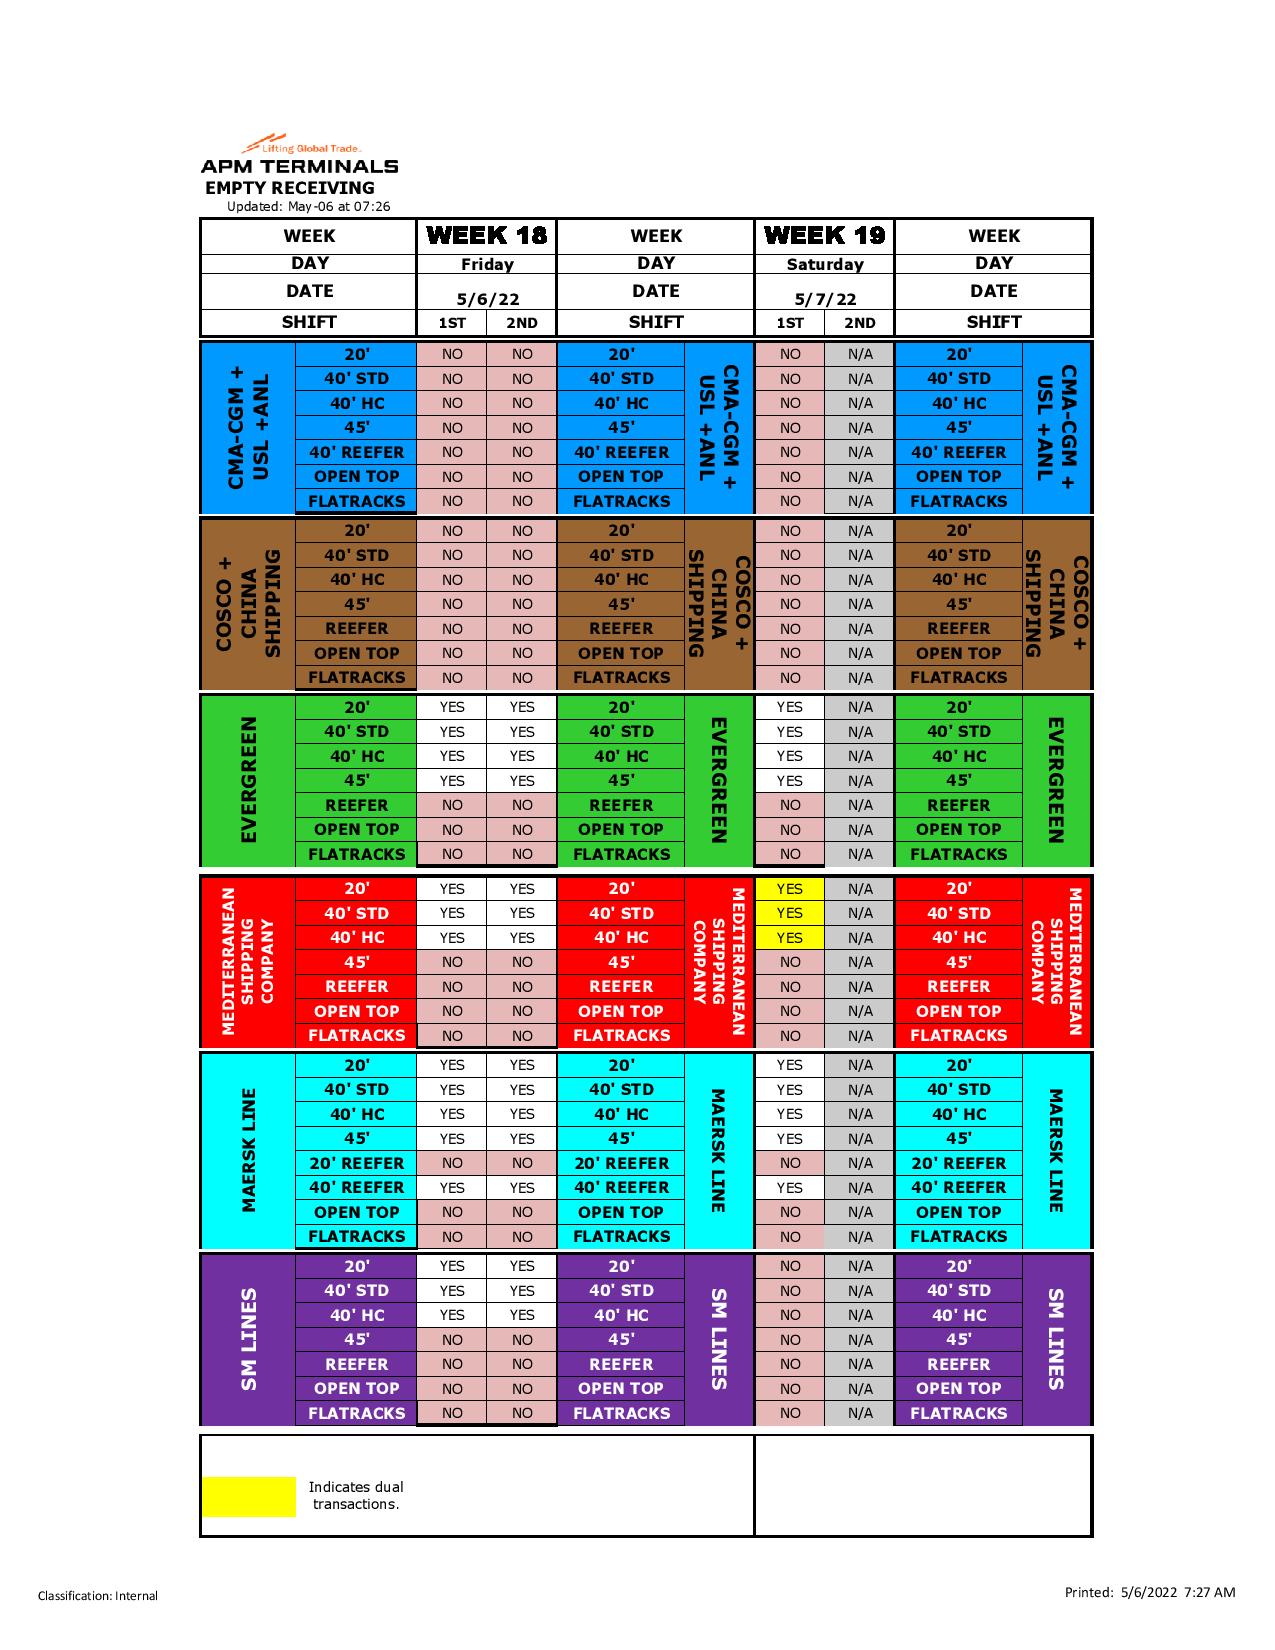 Lifting Global Trade.
APM TERMINALS
EMPTY RECEIVING
Updated: May-06 at 07:26
WEEK WEEK 18 WEEK WEEK 19 WEEK
DAY Friday DAY Saturday DAY
DATE 5/6/22 DATE 5/7/22 DATE
SHIFT 1ST 2ND SHIFT 1ST 2ND SHIFT
CMA-CGM +
USL +ANL
20' NO NO 20' NO N/A 20'
40' STD NO NO 40' STD NO N/A 40' STD
40' HC NO NO 40' HC NO N/A 40' HC
45' NO NO 45' NO N/A 45'
40' REEFER NO NO 40' REEFER NO N/A 40' REEFER
OPEN TOP NO NO OPEN TOP NO N/A OPEN TOP
FLATRACKS NO NO FLATRACKS NO N/A FLATRACKS
CMA-CGM +
USL +ANL
CMA-CGM +
USL +ANL
COSCO +
CHINA
SHIPPING
20' NO NO 20' NO N/A 20'
40' STD NO NO 40' STD NO N/A 40' STD
40' HC NO NO 40' HC NO N/A 40' HC
45' NO NO 45' NO N/A 45'
REEFER NO NO REEFER NO N/A REEFER
OPEN TOP NO NO OPEN TOP NO N/A OPEN TOP
FLATRACKS NO NO FLATRACKS NO N/A FLATRACKS
COSCO +
CHINA
SHIPPING
COSCO +
CHINA
SHIPPING
EVERGREEN
20' YES YES 20' YES N/A 20'
40' STD YES YES 40' STD YES N/A 40' STD
40' HC YES YES 40' HC YES N/A 40' HC
45' YES YES 45' YES N/A 45'
REEFER NO NO REEFER NO N/A REEFER
OPEN TOP NO NO OPEN TOP NO N/A OPEN TOP
FLATRACKS NO NO FLATRACKS NO N/A FLATRACKS
EVERGREEN
EVERGREEN
MEDITERRANEAN
SHIPPING
COMPANY
20' YES YES 20' YES N/A 20'
40' STD YES YES 40' STD YES N/A 40' STD
40' HC YES YES 40' HC YES N/A 40' HC
45' NO NO 45' NO N/A 45'
REEFER NO NO REEFER NO N/A REEFER
OPEN TOP NO NO OPEN TOP NO N/A OPEN TOP
FLATRACKS NO NO FLATRACKS NO N/A FLATRACKS
MEDITERRANEAN
SHIPPING
COMPANY
MEDITERRANEAN
SHIPPING
COMPANY
MAERSK LINE
20' YES YES 20' YES N/A 20'
40' STD YES YES 40' STD YES N/A 40' STD
40' HC YES YES 40' HC YES N/A 40' HC
45' YES YES 45' YES N/A 45'
20' REEFER NO NO 20' REEFER NO N/A 20' REEFER
40' REEFER YES YES 40' REEFER YES N/A 40' REEFER
OPEN TOP NO NO OPEN TOP NO N/A OPEN TOP
FLATRACKS NO NO FLATRACKS NO N/A FLATRACKS
MAERSK LINE
MAERSK LINE
SM LINES
20' YES YES 20' NO N/A 20'
40' STD YES YES 40' STD NO N/A 40' STD
40' HC YES YES 40' HC NO N/A 40' HC
45' NO NO 45' NO N/A 45'
REEFER NO NO REEFER NO N/A REEFER
OPEN TOP NO NO OPEN TOP NO N/A OPEN TOP
FLATRACKS NO NO FLATRACKS NO N/A FLATRACKS
SM LINES
SM LINES
Indicates dual
transactions.
Classification: Internal
Printed: 5/6/2022 7:27 AM